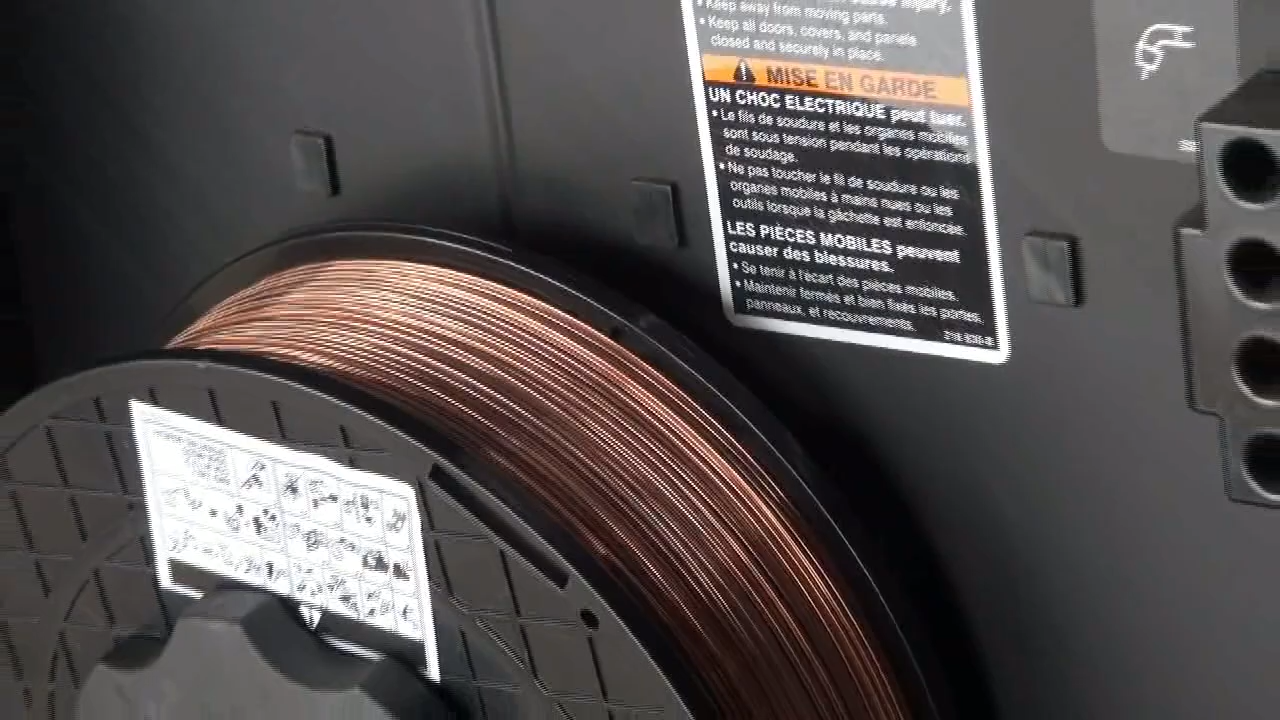 • Keep away from moving parts.
• Keep all doors, covers, and panels
closed and securely in place.
MISE EN GARDE
UN CHOC ELECTRIQUE peut tuer.
• Le fils de soudure et les organes mobiles
sont sous tension pendant les opérations
de soudage.
• Ne pas toucher le fil de soudure ou les
organes mobiles à mains nues ou les
outils lorsque la gâchette est enfoncée.
LES PIÈCES MOBILES peuvent
causer des blessures.
• Se tenir à l'écart des pièces mobiles.
• Maintenir fermés et bien fixés les portes,
panneaux, et recouvrements.